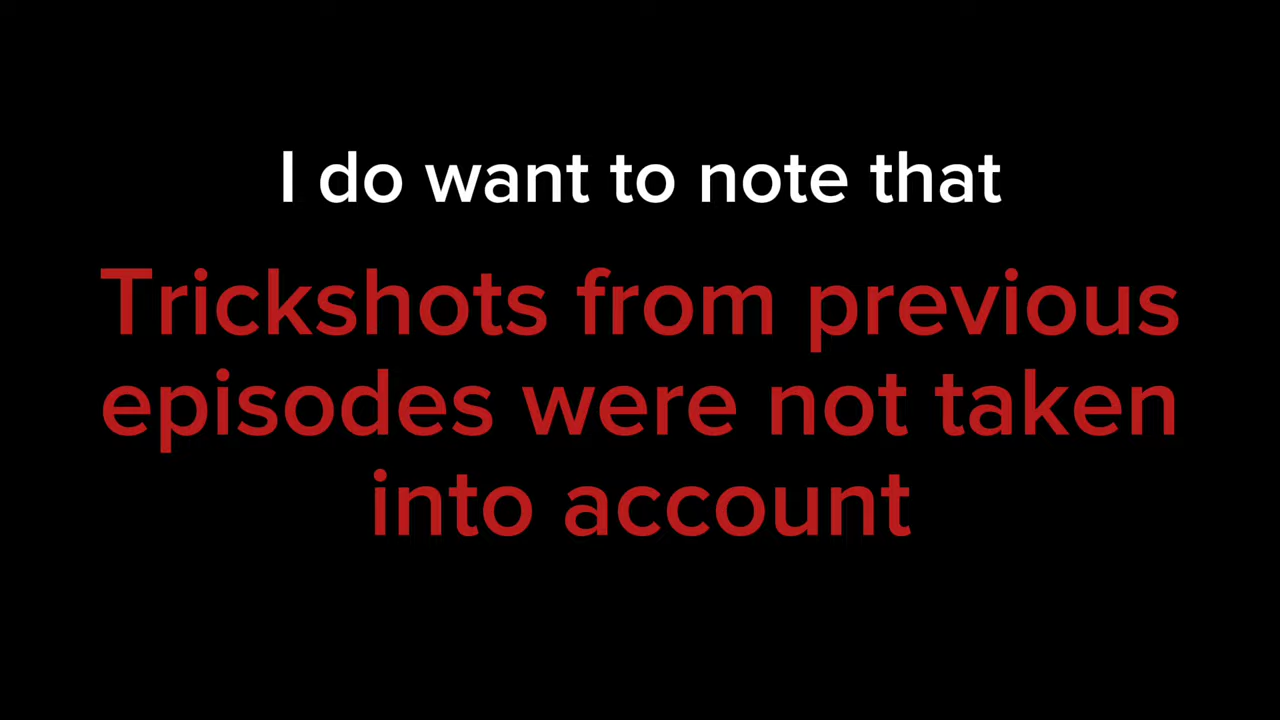 I do want to note that
Trickshots from previous
episodes were not taken
into account